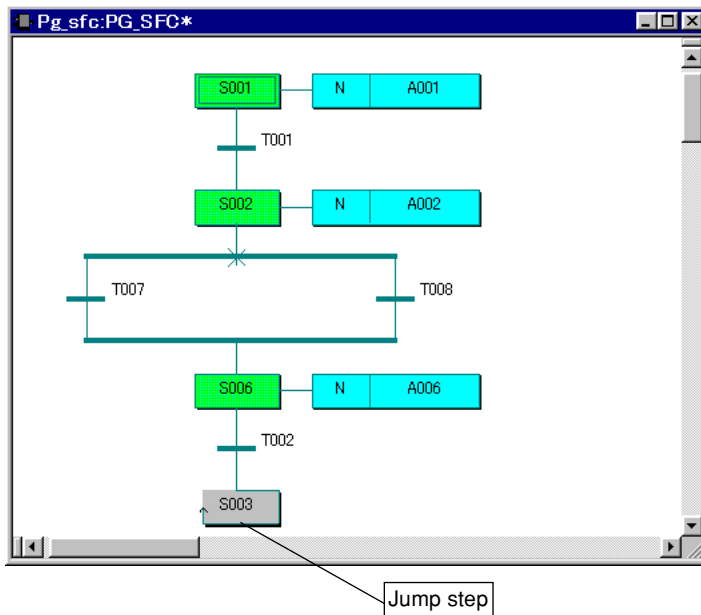 Pg_sfc:PG_SFC*
S001 N A001
T001
S002 N A002
T007 T008
S006 N A006
T002
S003
Jump step